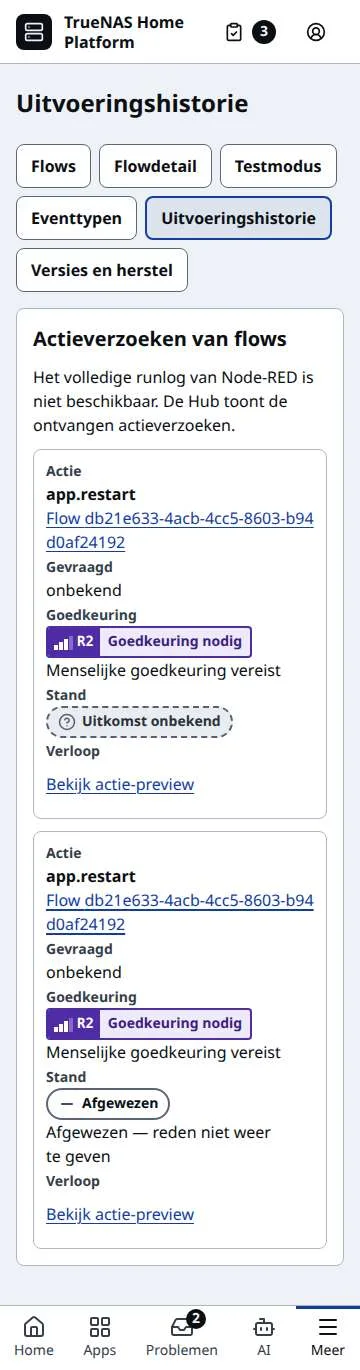 TrueNAS Home
Platform
3
Uitvoeringshistorie
Flows
Flowdetail
Testmodus
Eventtypen
Uitvoeringshistorie
Versies en herstel
Actieverzoeken van flows
Het volledige runlog van Node-RED is
niet beschikbaar. De Hub toont de
ontvangen actieverzoeken.
Actie
app.restart
Flow db21e633-4acb-4cc5-8603-b94
d0af24192
Gevraagd
onbekend
Goedkeuring
R2 Goedkeuring nodig
Menselijke goedkeuring vereist
Stand
Uitkomst onbekend
Verloop
Bekijk actie-preview
Actie
app.restart
Flow db21e633-4acb-4cc5-8603-b94
d0af24192
Gevraagd
onbekend
Goedkeuring
R2 Goedkeuring nodig
Menselijke goedkeuring vereist
Stand
— Afgewezen
Afgewezen — reden niet weer
te geven
Verloop
Bekijk actie-preview
2
Home
Apps
Problemen
AI
Meer